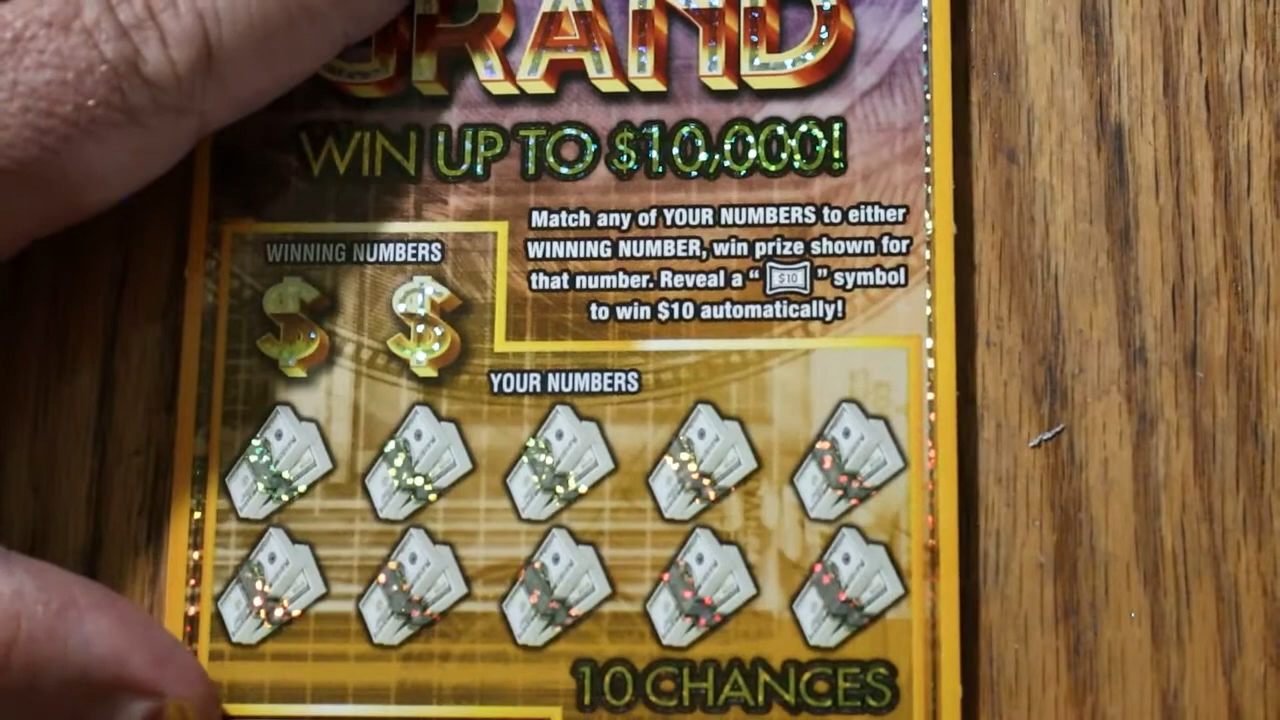 GRAND
WIN UP TO $10,000!
Match any of YOUR NUMBERS to either
WINNING NUMBER, win prize shown for
that number. Reveal a “ $10 ” symbol
to win $10 automatically!
WINNING NUMBERS
$ $
YOUR NUMBERS
10 CHANCES